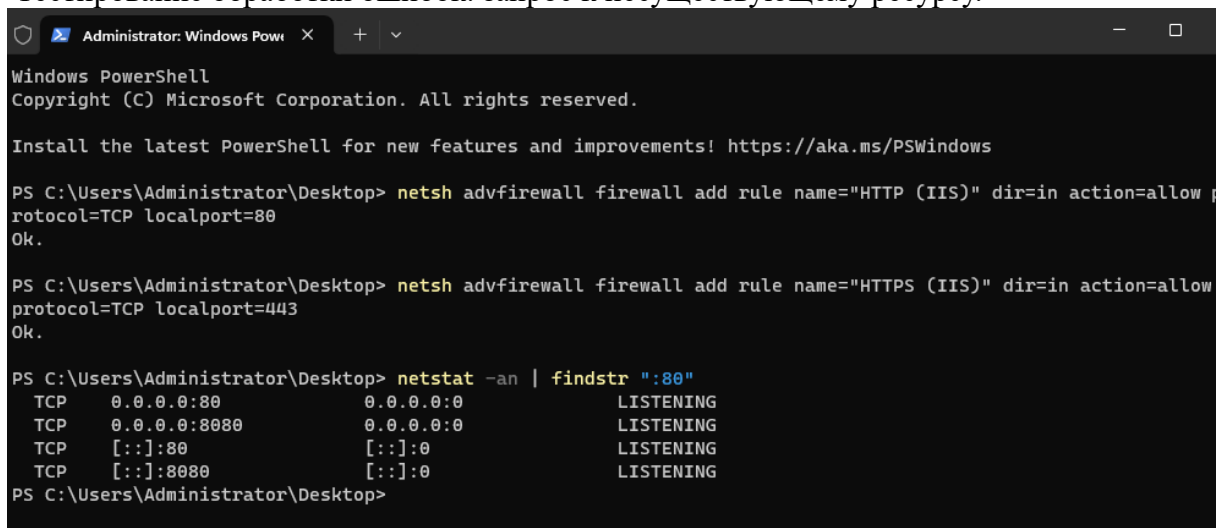 Administrator: Windows Powe
Windows PowerShell
Copyright (C) Microsoft Corporation. All rights reserved.
Install the latest PowerShell for new features and improvements! https://aka.ms/PSWindows
PS C:\Users\Administrator\Desktop> netsh advfirewall firewall add rule name="HTTP (IIS)" dir=in action=allow p
rotocol=TCP localport=80
Ok.
PS C:\Users\Administrator\Desktop> netsh advfirewall firewall add rule name="HTTPS (IIS)" dir=in action=allow
protocol=TCP localport=443
Ok.
PS C:\Users\Administrator\Desktop> netstat -an | findstr ":80"
TCP    0.0.0.0:80    0.0.0.0:0    LISTENING
TCP    0.0.0.0:8080    0.0.0.0:0    LISTENING
TCP    [::]:80    [::]:0    LISTENING
TCP    [::]:8080    [::]:0    LISTENING
PS C:\Users\Administrator\Desktop>